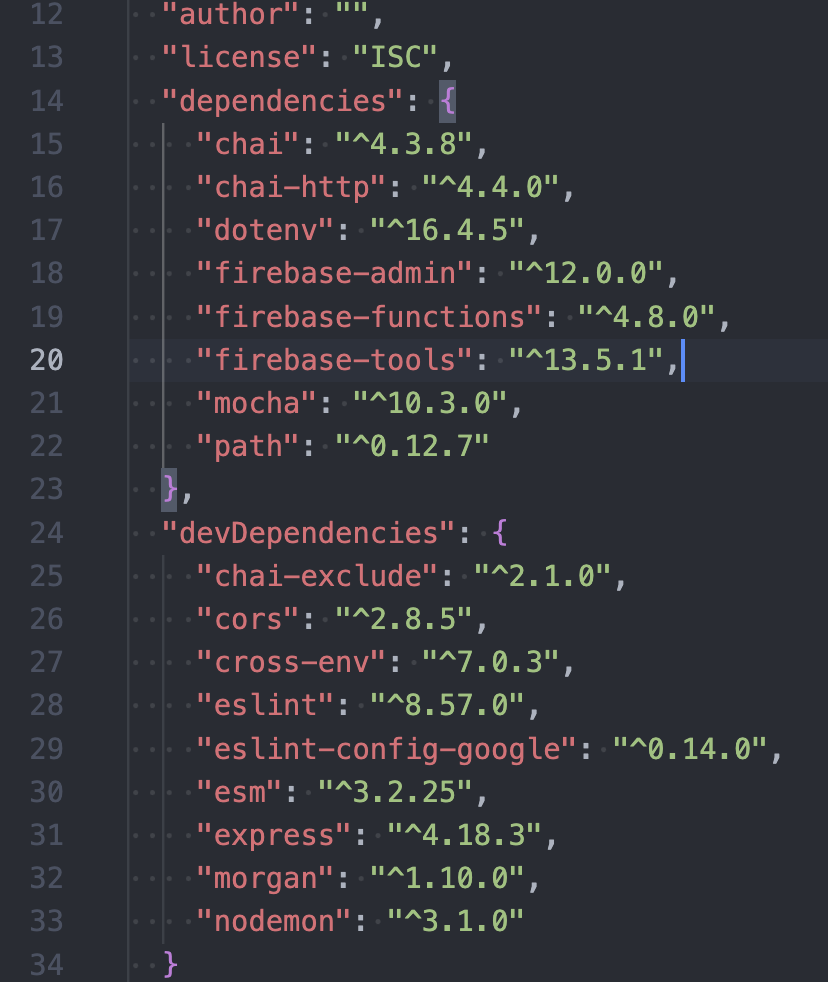 12 "author": "",
13 "license": "ISC",
14 "dependencies": {
15 "chai": "^4.3.8",
16 "chai-http": "^4.4.0",
17 "dotenv": "^16.4.5",
18 "firebase-admin": "^12.0.0",
19 "firebase-functions": "^4.8.0",
20 "firebase-tools": "^13.5.1",
21 "mocha": "^10.3.0",
22 "path": "^0.12.7"
23 },
24 "devDependencies": {
25 "chai-exclude": "^2.1.0",
26 "cors": "^2.8.5",
27 "cross-env": "^7.0.3",
28 "eslint": "^8.57.0",
29 "eslint-config-google": "^0.14.0",
30 "esm": "^3.2.25",
31 "express": "^4.18.3",
32 "morgan": "^1.10.0",
33 "nodemon": "^3.1.0"
34 }